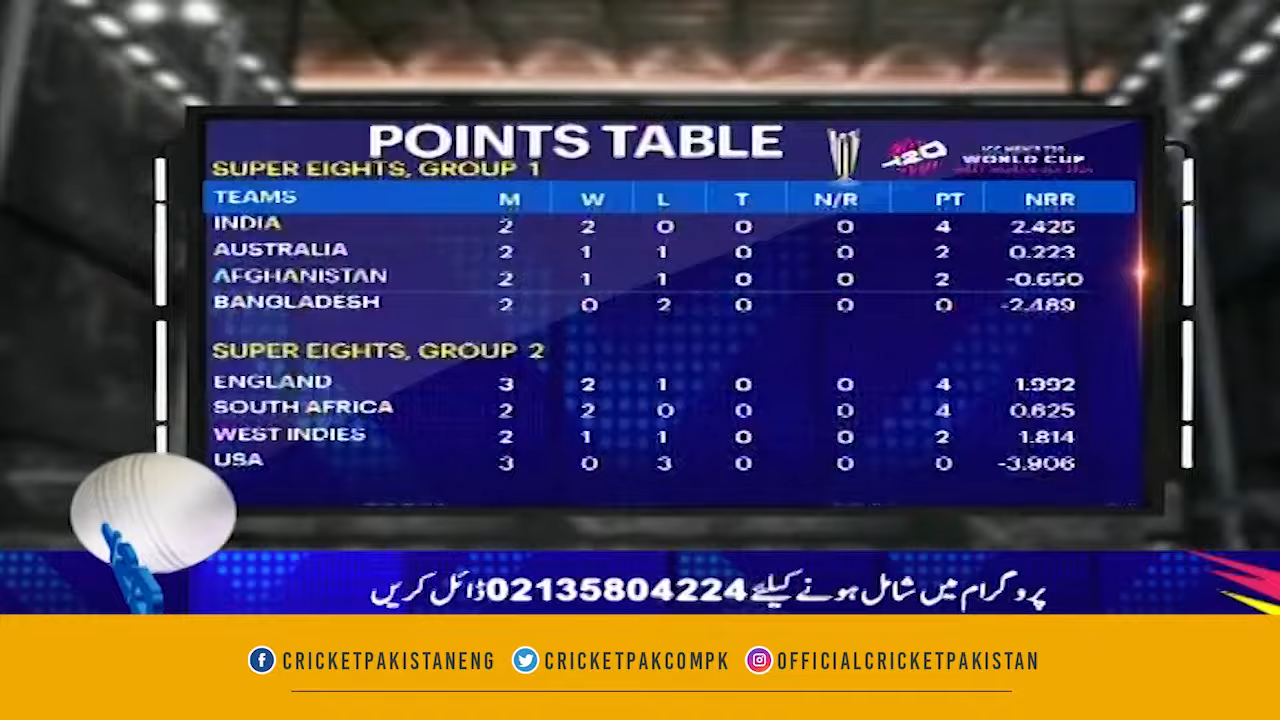 POINTS TABLE
T20
WORLD CUP
SUPER EIGHTS, GROUP 1
TEAMS M W L T N/R PT NRR
INDIA 2 2 0 0 0 4 2.425
AUSTRALIA 2 1 1 0 0 2 0.223
AFGHANISTAN 2 1 1 0 0 2 -0.650
BANGLADESH 2 0 2 0 0 0 -2.489
SUPER EIGHTS, GROUP 2
ENGLAND 3 2 1 0 0 4 1.992
SOUTH AFRICA 2 2 0 0 0 4 0.625
WEST INDIES 2 1 1 0 0 2 1.814
USA 3 0 3 0 0 0 -3.906
پروگرام میں شامل ہونے کیلئے 02135804224 ڈائل کریں
CRICKETPAKISTANENG CRICKETPAKCOMPK OFFICIALCRICKETPAKISTAN